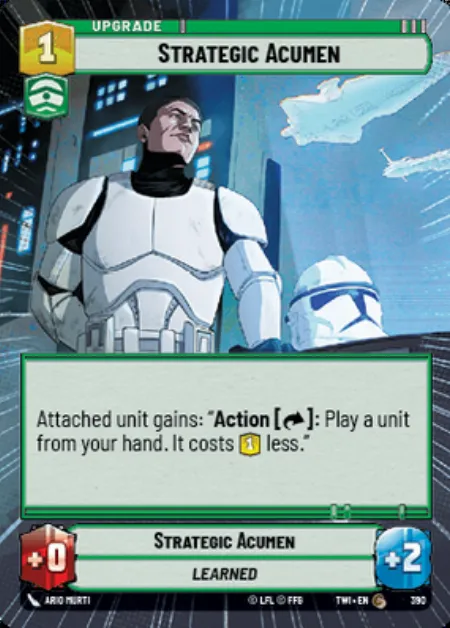 UPGRADE
1
STRATEGIC ACUMEN
Attached unit gains: “Action [↷]: Play a unit
from your hand. It costs 1 less.”
+0
STRATEGIC ACUMEN
+2
LEARNED
ARIO MURTI
© LFL © FFG
TWI • EN
C
390